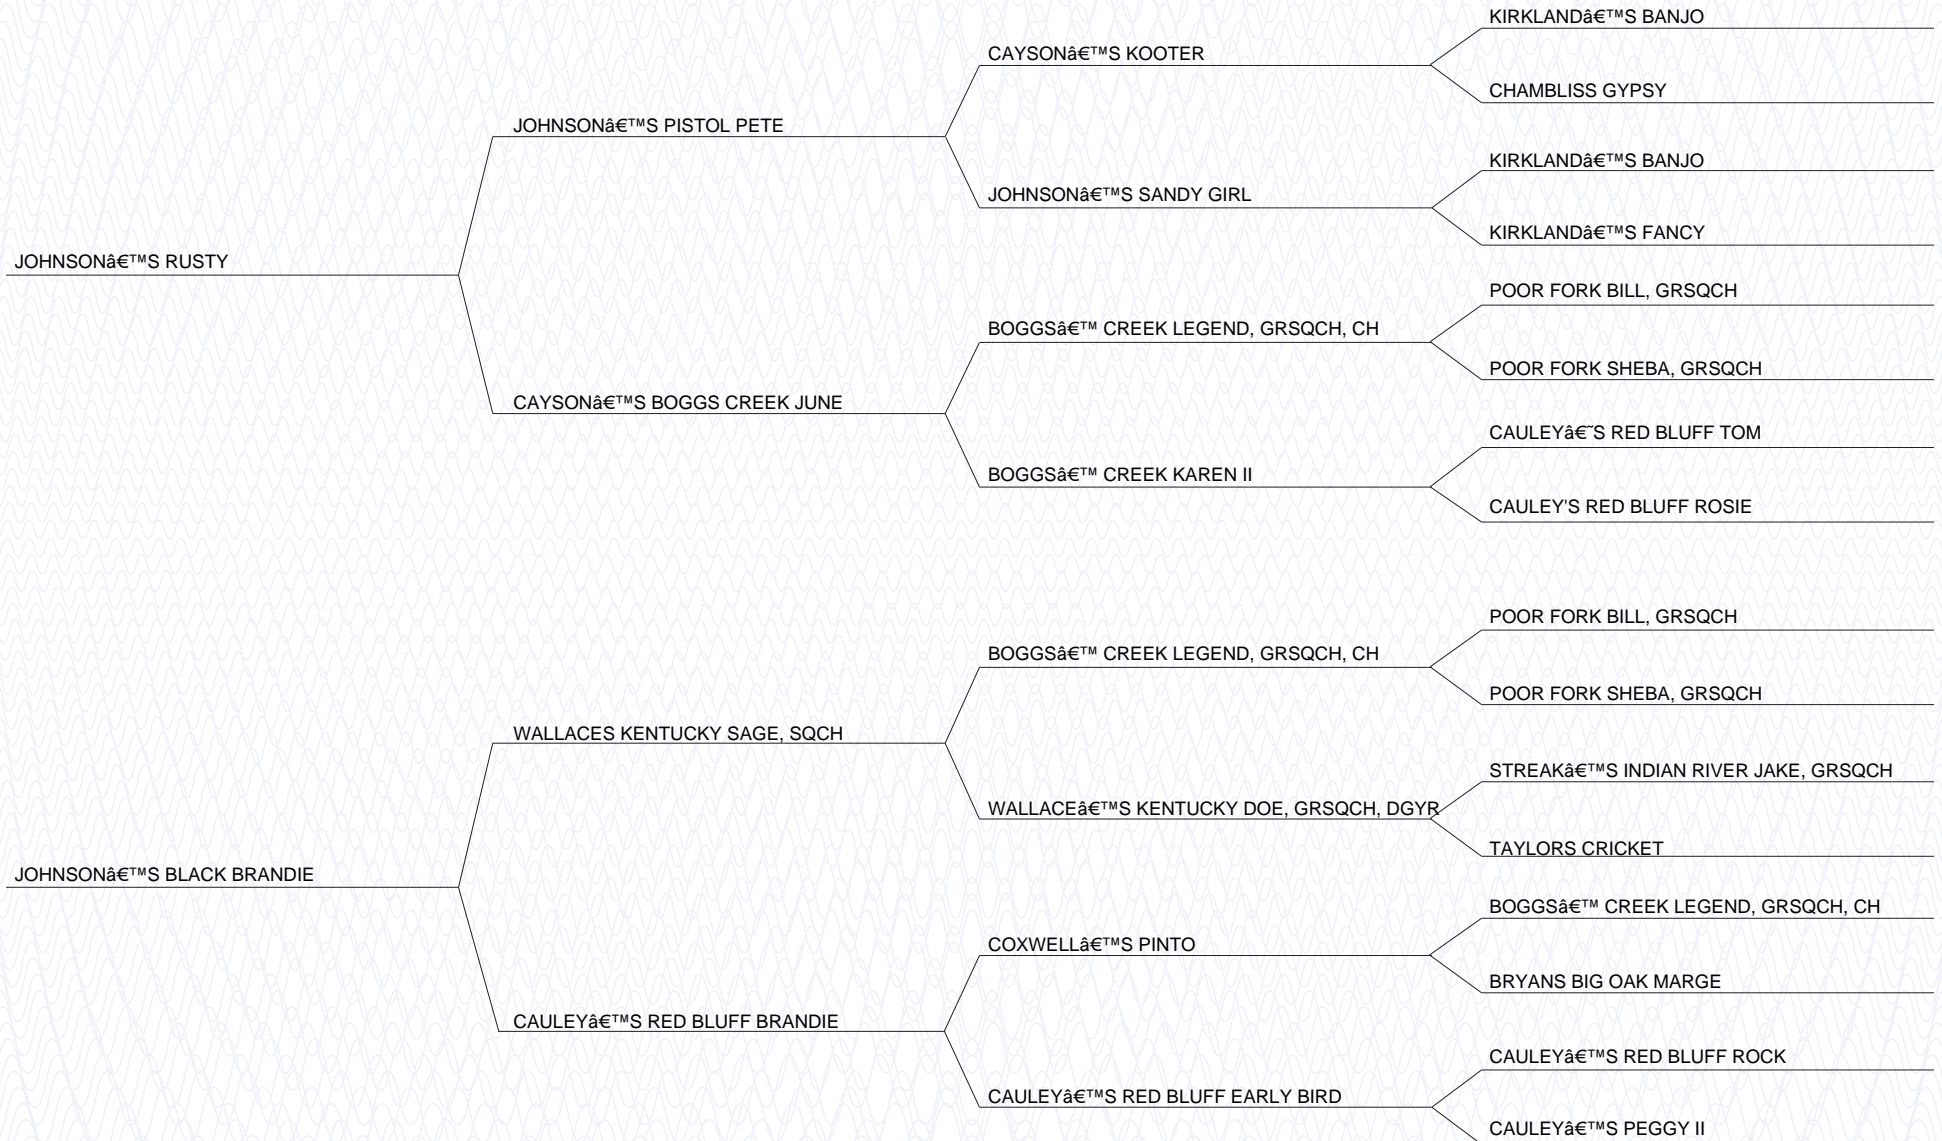 KIRKLANDâ€™S BANJO
CAYSONâ€™S KOOTER
CHAMBLISS GYPSY
JOHNSONâ€™S PISTOL PETE
KIRKLANDâ€™S BANJO
JOHNSONâ€™S SANDY GIRL
KIRKLANDâ€™S FANCY
JOHNSONâ€™S RUSTY
POOR FORK BILL, GRSQCH
BOGGSâ€™ CREEK LEGEND, GRSQCH, CH
POOR FORK SHEBA, GRSQCH
CAYSONâ€™S BOGGS CREEK JUNE
CAULEYâ€˜S RED BLUFF TOM
BOGGSâ€™ CREEK KAREN II
CAULEY'S RED BLUFF ROSIE
POOR FORK BILL, GRSQCH
BOGGSâ€™ CREEK LEGEND, GRSQCH, CH
POOR FORK SHEBA, GRSQCH
WALLACES KENTUCKY SAGE, SQCH
STREAKâ€™S INDIAN RIVER JAKE, GRSQCH
WALLACEâ€™S KENTUCKY DOE, GRSQCH, DGYR
TAYLORS CRICKET
JOHNSONâ€™S BLACK BRANDIE
BOGGSâ€™ CREEK LEGEND, GRSQCH, CH
COXWELLâ€™S PINTO
BRYANS BIG OAK MARGE
CAULEYâ€™S RED BLUFF BRANDIE
CAULEYâ€™S RED BLUFF ROCK
CAULEYâ€™S RED BLUFF EARLY BIRD
CAULEYâ€™S PEGGY II